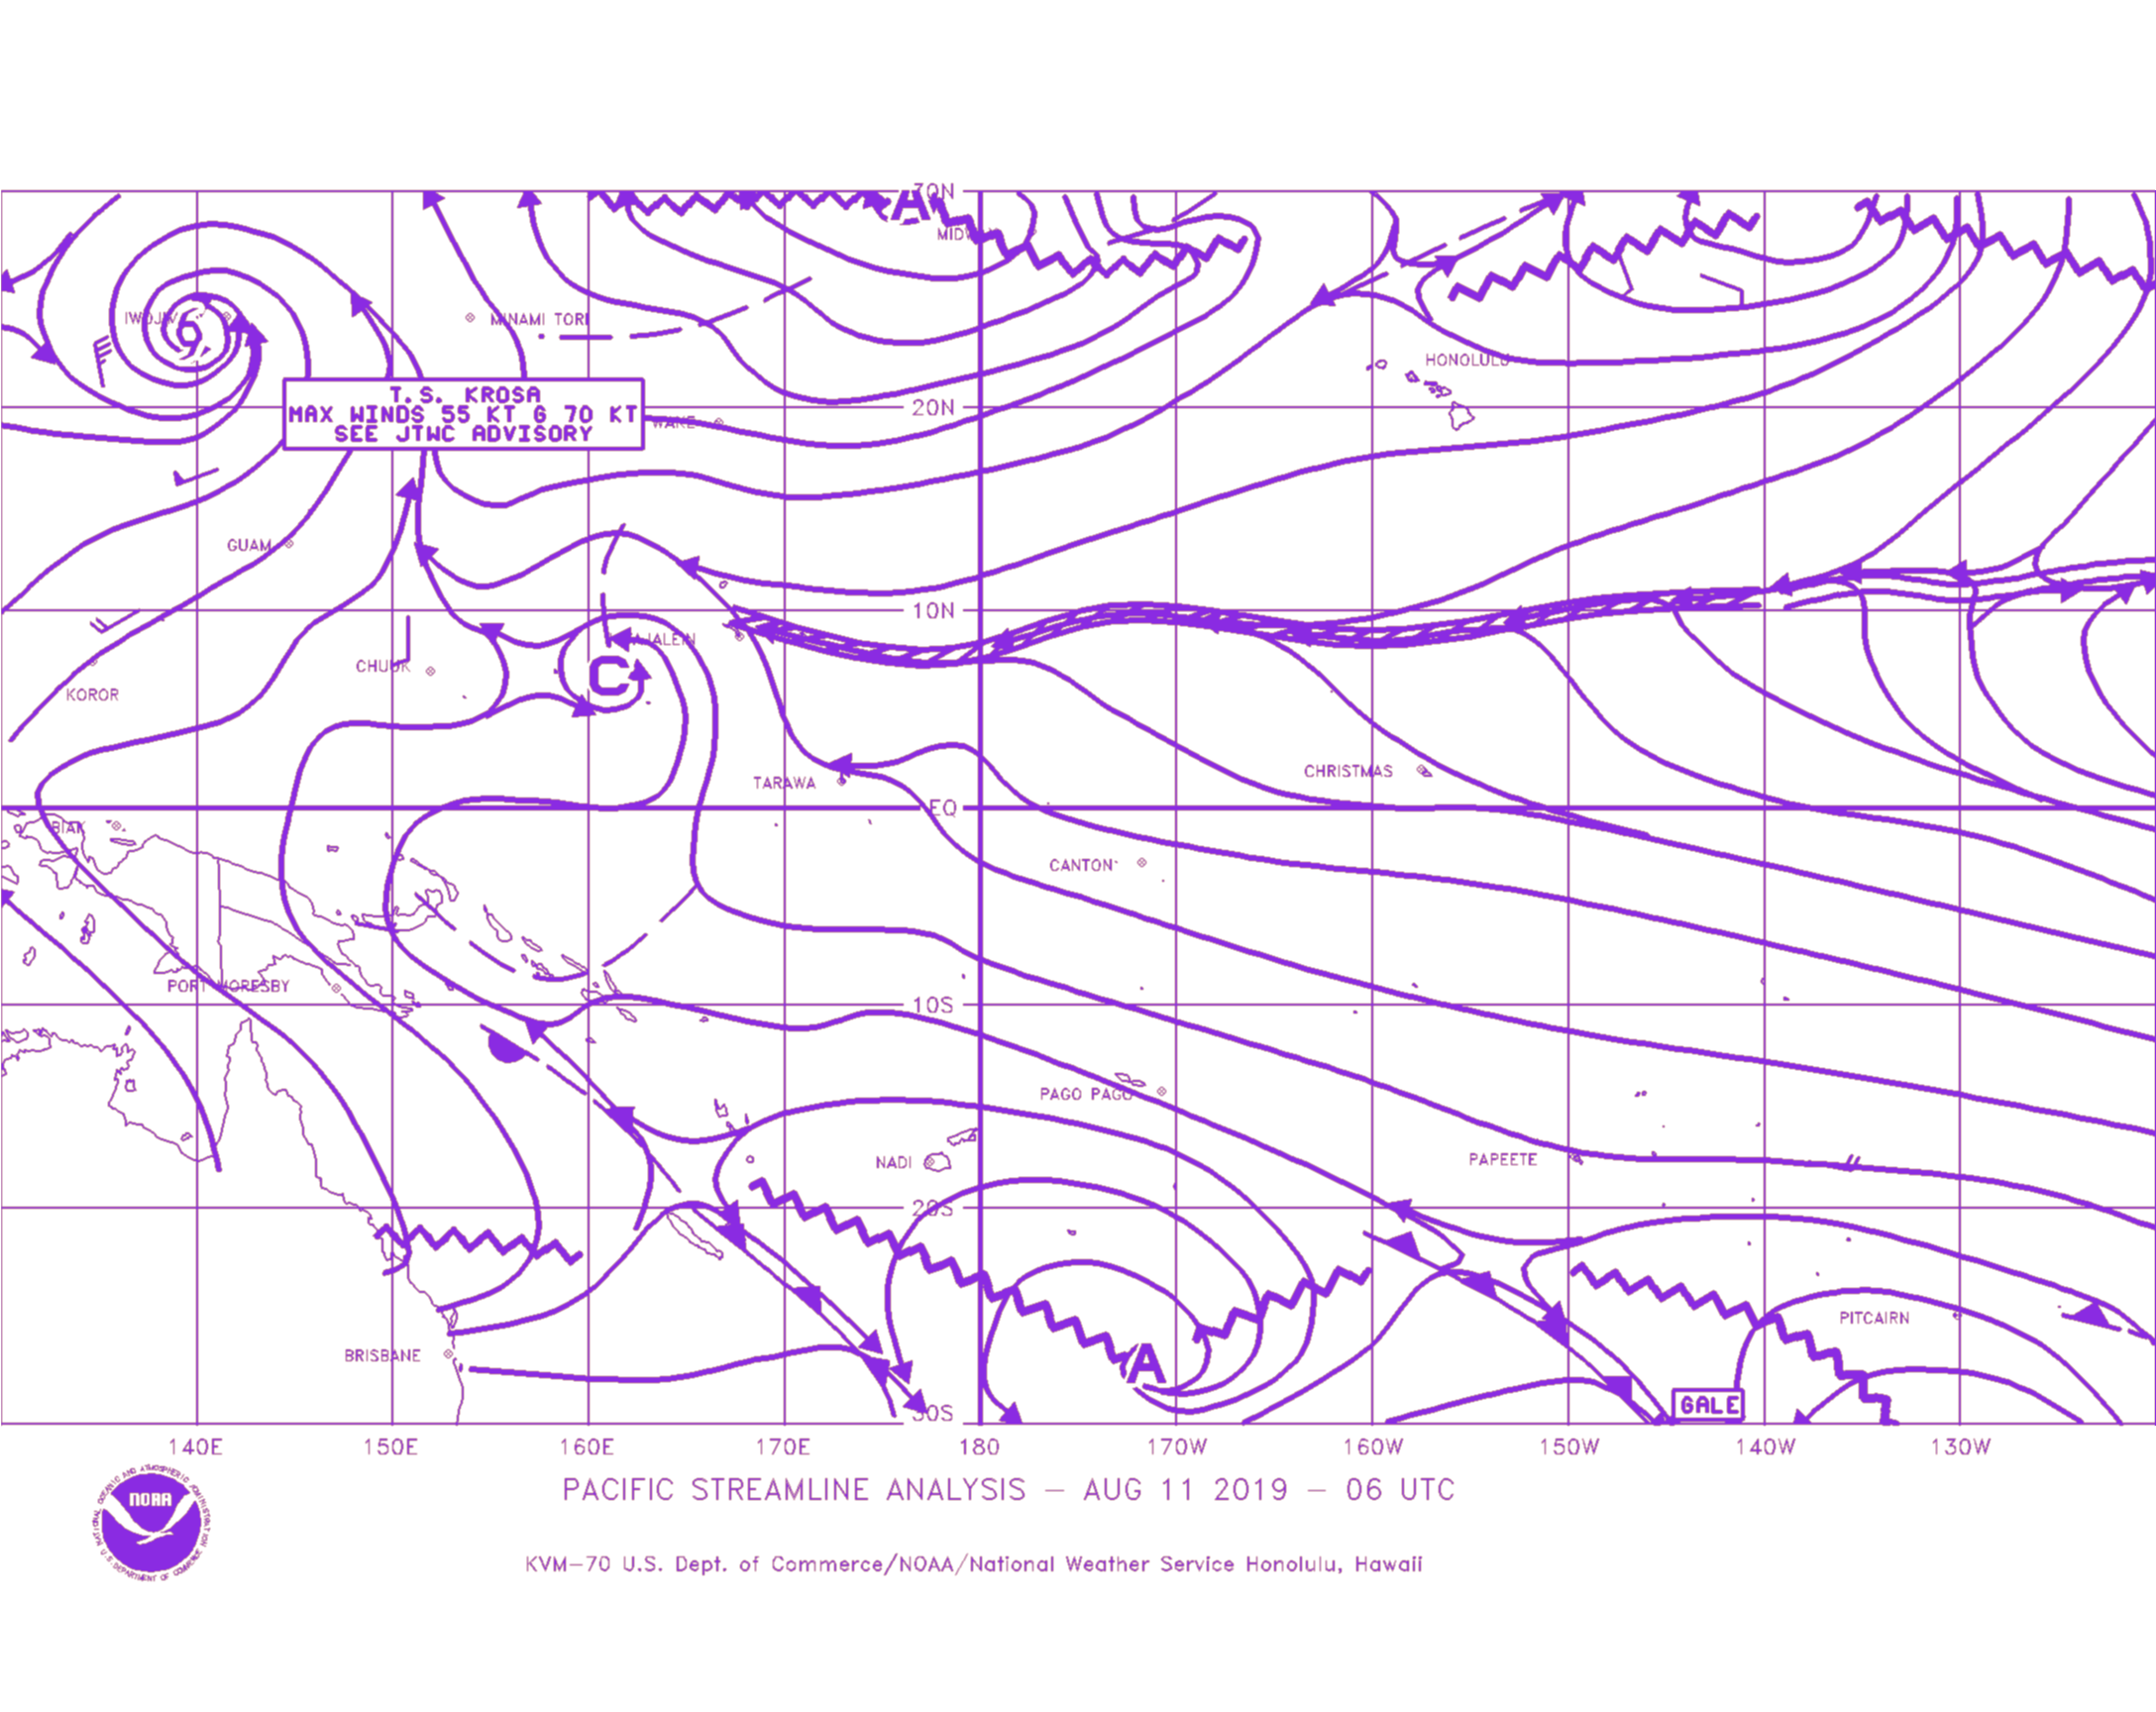 30N
MIDWAY
IWOJIMA
MINAMI TORI
HONOLULU
T.S. KROSA
MAX WINDS 55 KT G 70 KT
SEE JTWC ADVISORY
WAKE
20N
GUAM
10N
KWAJALEIN
CHUUK
KOROR
TARAWA
CHRISTMAS
EQ
BIAK
CANTON
PORT MORESBY
10S
PAGO PAGO
NADI
PAPEETE
20S
PITCAIRN
BRISBANE
A
C
A
GALE
30S
140E 150E 160E 170E 180 170W 160W 150W 140W 130W
PACIFIC STREAMLINE ANALYSIS – AUG 11 2019 – 06 UTC
NOAA
NATIONAL OCEANIC AND ATMOSPHERIC ADMINISTRATION
U.S. DEPARTMENT OF COMMERCE
KVM–70 U.S. Dept. of Commerce/NOAA/National Weather Service Honolulu, Hawaii